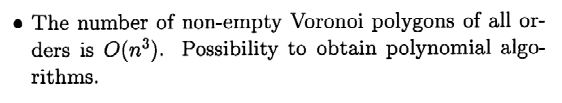 • The number of non-empty Voronoi polygons of all or-
ders is O(n³). Possibility to obtain polynomial algo-
rithms.